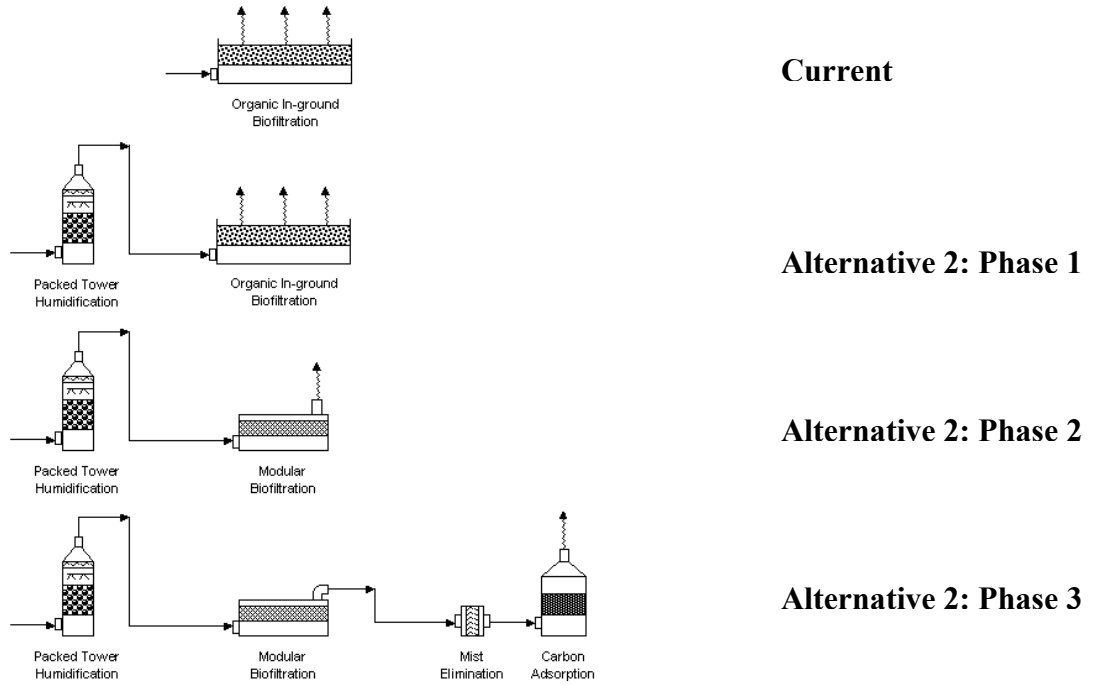 Current
Organic In-ground
Biofiltration
Alternative 2: Phase 1
Packed Tower
Humidification
Organic In-ground
Biofiltration
Alternative 2: Phase 2
Packed Tower
Humidification
Modular
Biofiltration
Alternative 2: Phase 3
Packed Tower
Humidification
Modular
Biofiltration
Mist
Elimination
Carbon
Adsorption